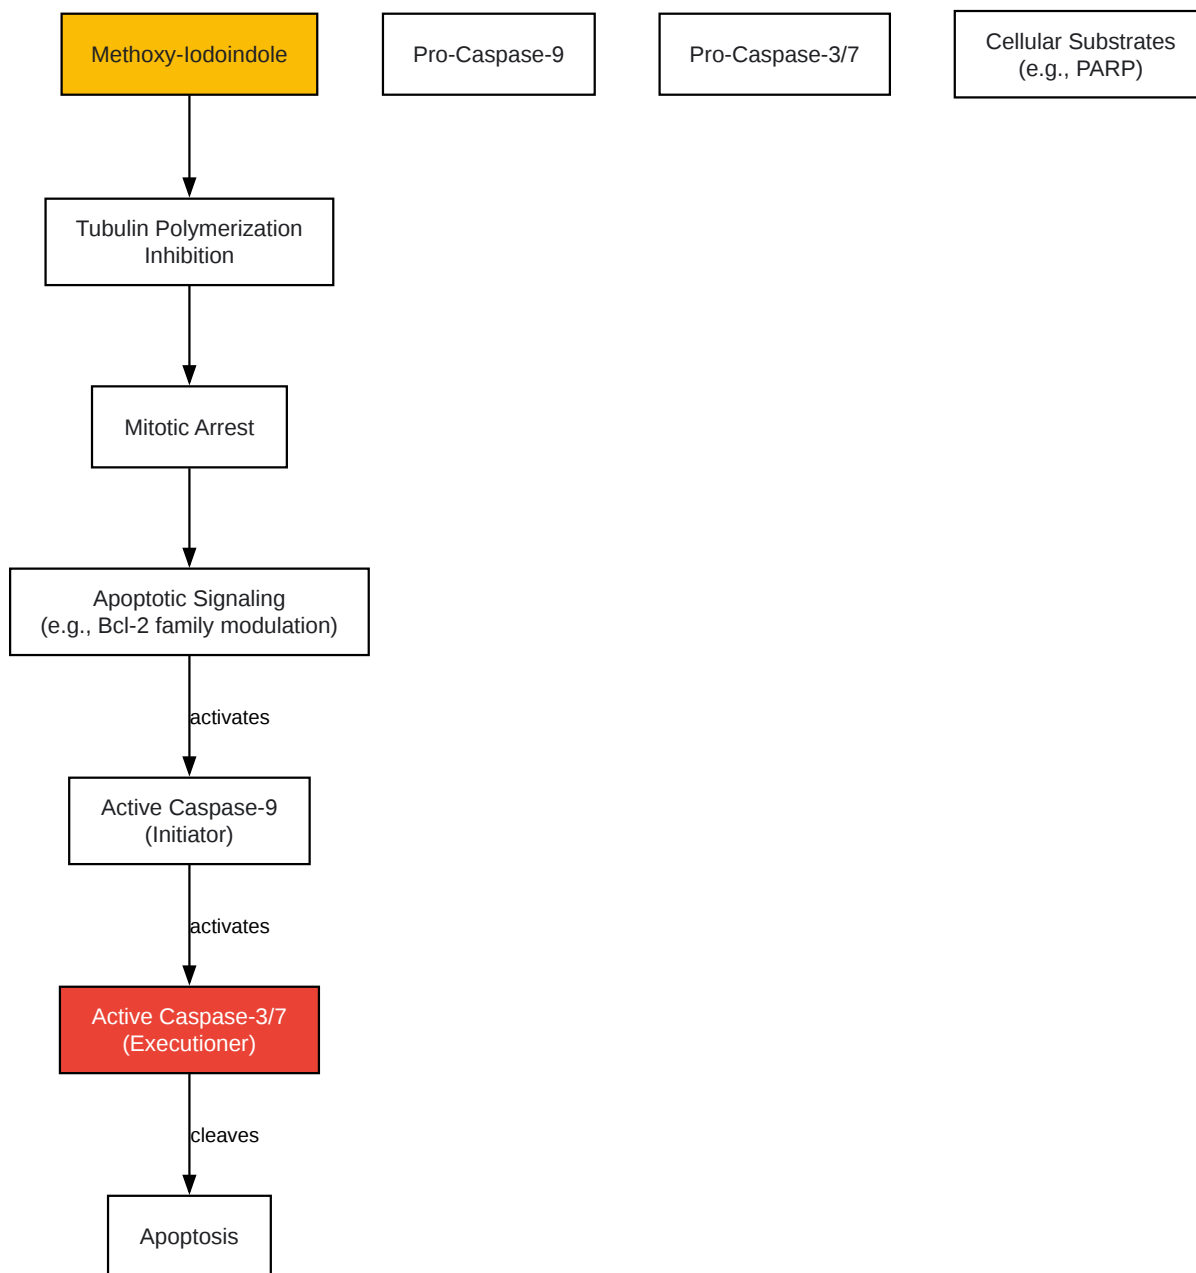 Methoxy-Iodoindole
Pro-Caspase-9
Pro-Caspase-3/7
Cellular Substrates
(e.g., PARP)
Tubulin Polymerization
Inhibition
Mitotic Arrest
Apoptotic Signaling
(e.g., Bcl-2 family modulation)
activates
Active Caspase-9
(Initiator)
activates
Active Caspase-3/7
(Executioner)
cleaves
Apoptosis